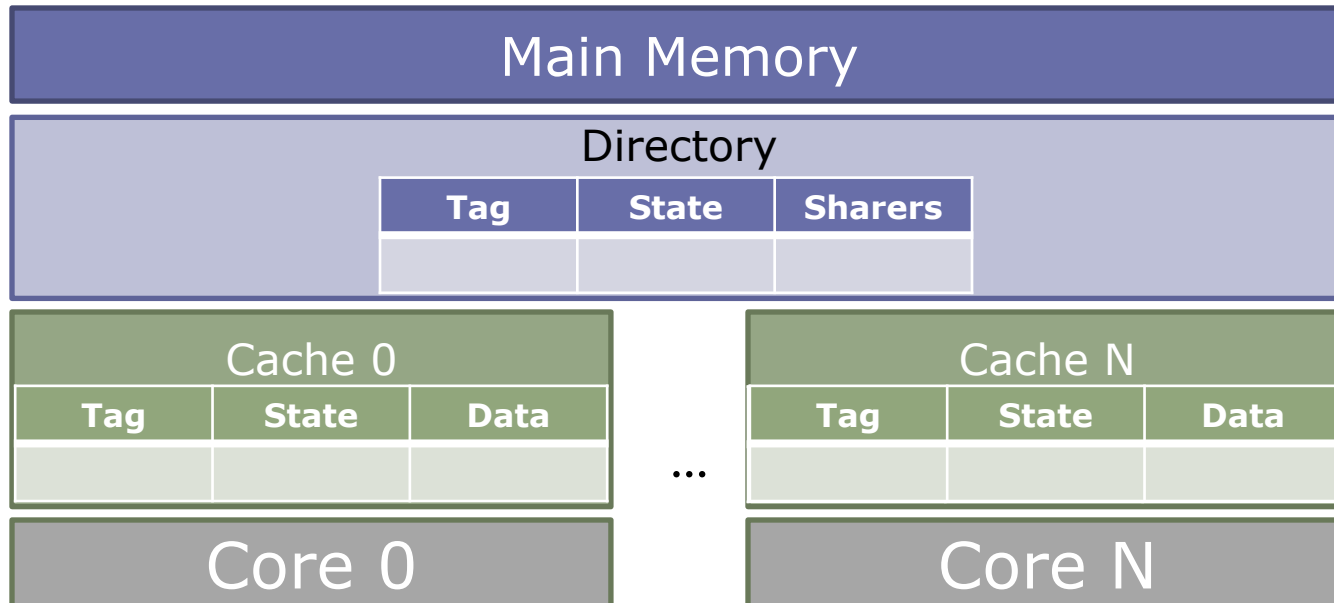 Main Memory
Directory
Tag State Sharers
Cache 0 Cache N
Tag State Data Tag State Data
...
Core 0 Core N